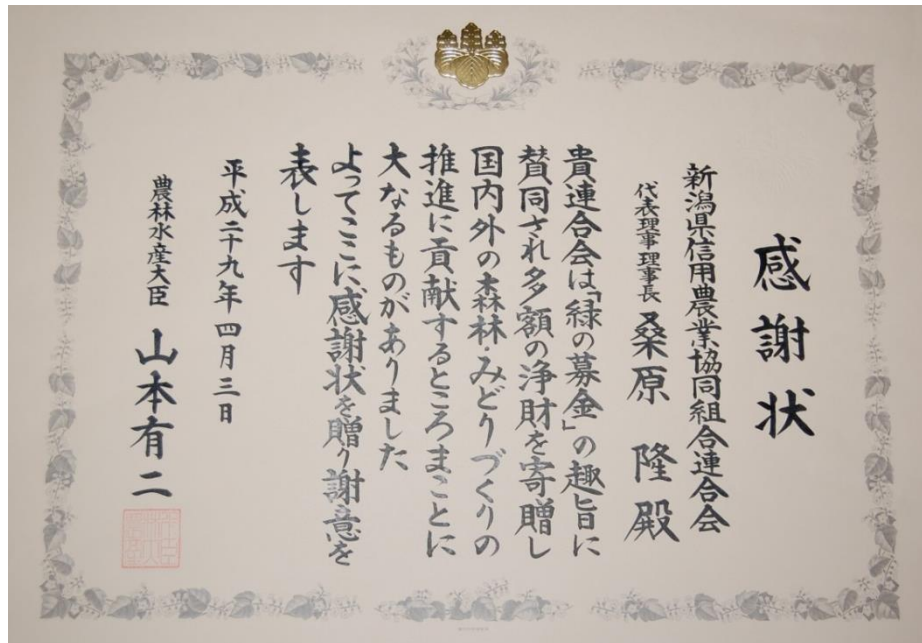 感謝状
新潟県信用農業協同組合連合会
代表理事理事長 桑原 隆 殿
貴連合会は「緑の募金」の趣旨に
賛同され多額の浄財を寄贈し
国内外の森林・みどりづくりの
推進に貢献するところまことに
大なるものがありました
よってここに感謝状を贈り謝意を
表します
平成二十九年四月三日
農林水産大臣 山本有二